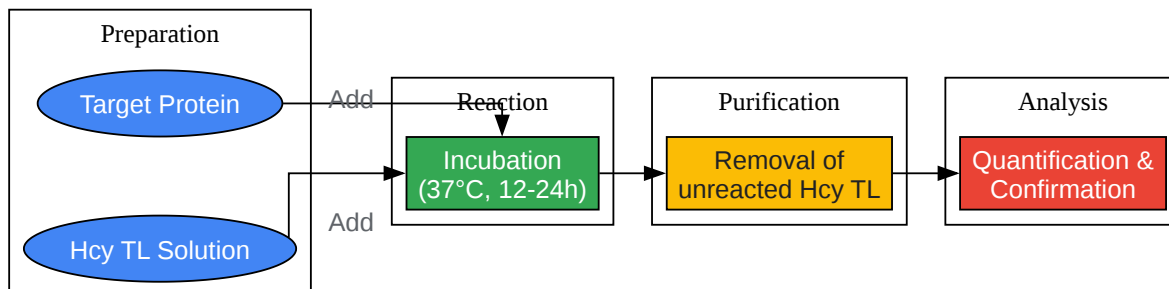 Preparation
Target Protein
Hcy TL Solution
Add
Add
Reaction
Incubation
(37°C, 12-24h)
Purification
Removal of
unreacted Hcy TL
Analysis
Quantification &
Confirmation